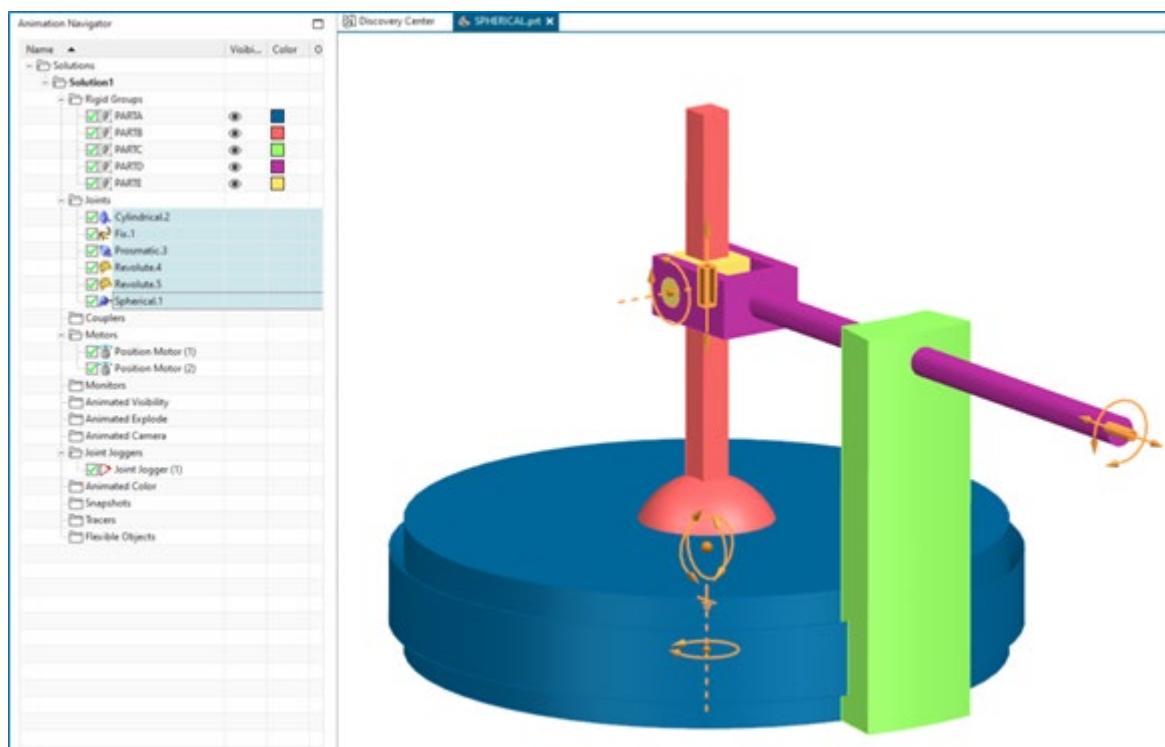 Animation Navigator
Discovery Center
SPHERICAL.prt
Name
Visibi...
Color
O
Solutions
Solution1
Rigid Groups
PARTA
PARTB
PARTC
PARTD
PARTE
Joints
Cylindrical.2
Fix.1
Prosmatic.3
Revolute.4
Revolute.5
Spherical.1
Couplers
Motors
Position Motor (1)
Position Motor (2)
Monitors
Animated Visibility
Animated Explode
Animated Camera
Joint Joggers
Joint Jogger (1)
Animated Color
Snapshots
Tracers
Flexible Objects